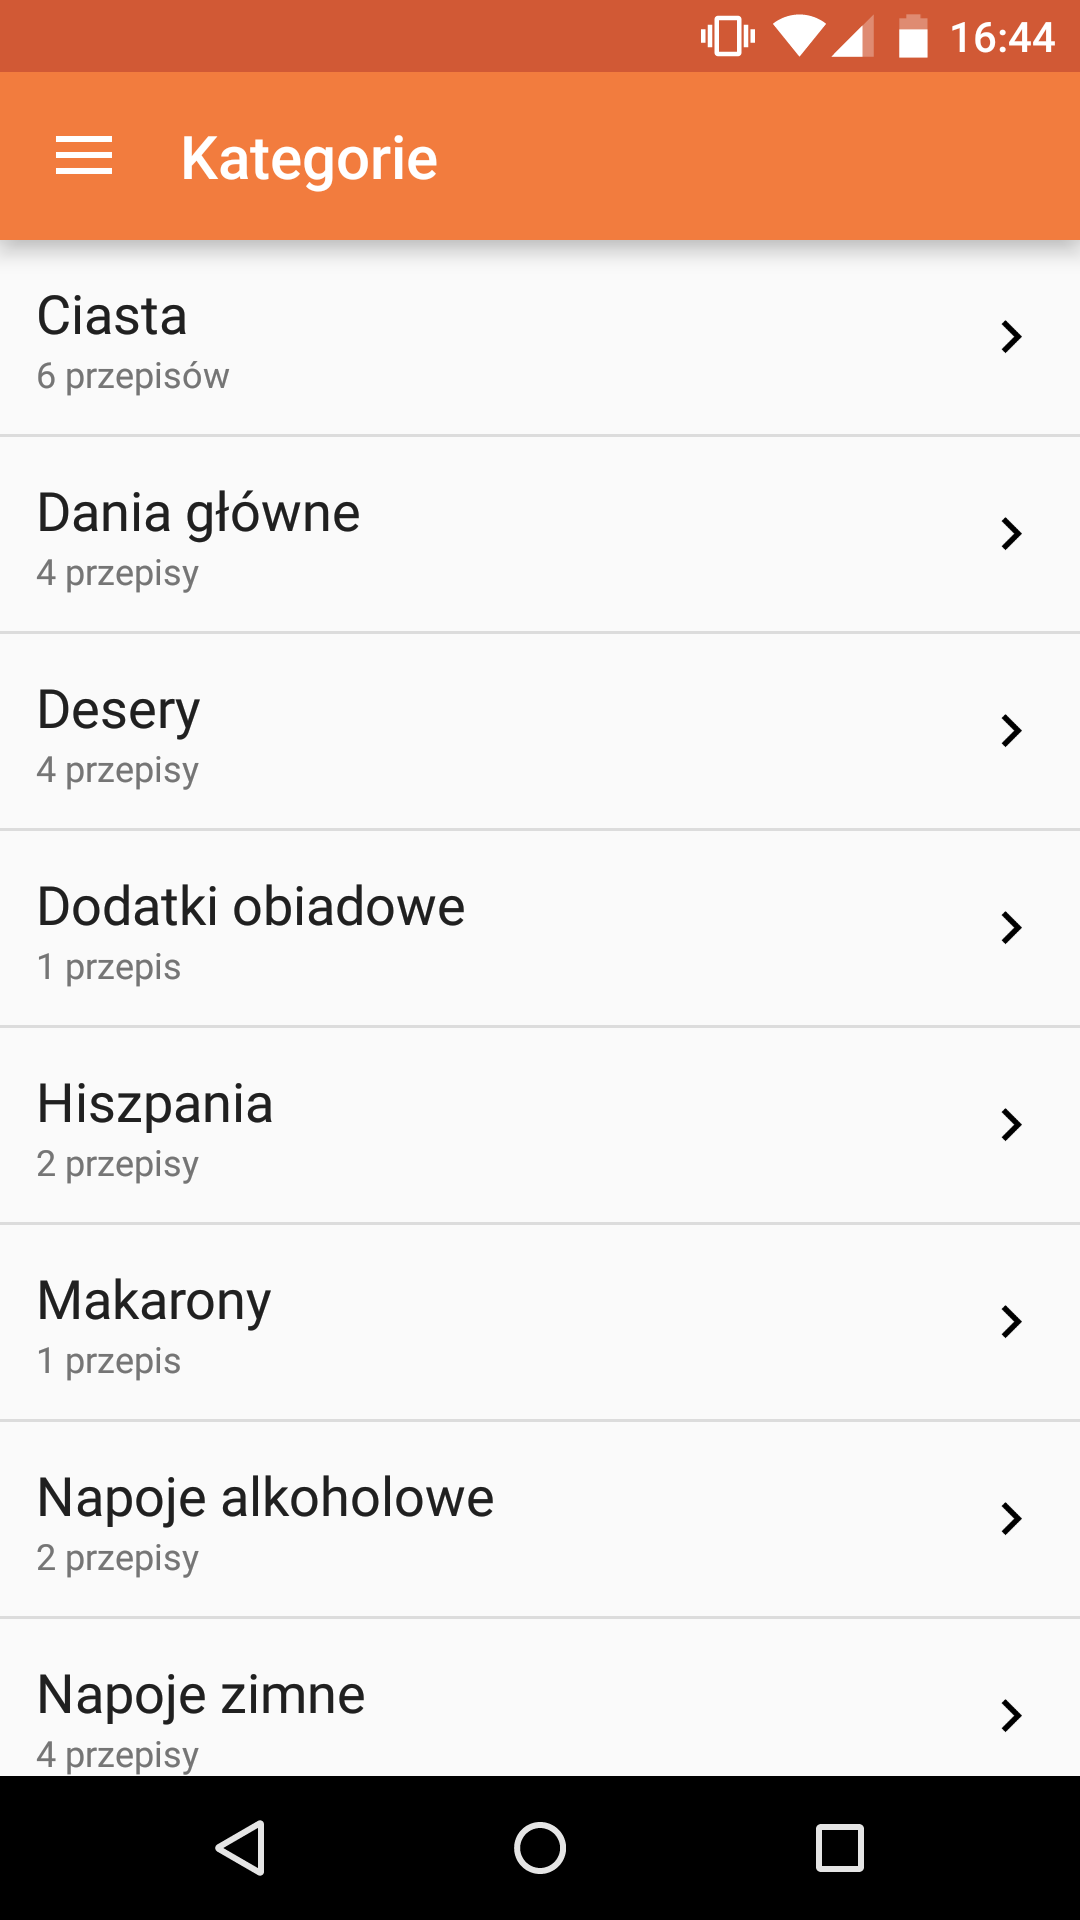 16:44
Kategorie
Ciasta
6 przepisów
Dania główne
4 przepisy
Desery
4 przepisy
Dodatki obiadowe
1 przepis
Hiszpania
2 przepisy
Makarony
1 przepis
Napoje alkoholowe
2 przepisy
Napoje zimne
4 przepisy